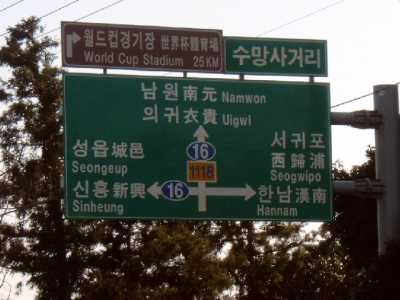 월드컵경기장 世界杯體育場
World Cup Stadium 25KM
수망사거리
남원南元 Namwon
의귀衣貴 Uigwi
성읍城邑
Seongeup
신흥新興
Sinheung
16
1118
16
서귀포
西歸浦
Seogwipo
한남漢南
Hannam